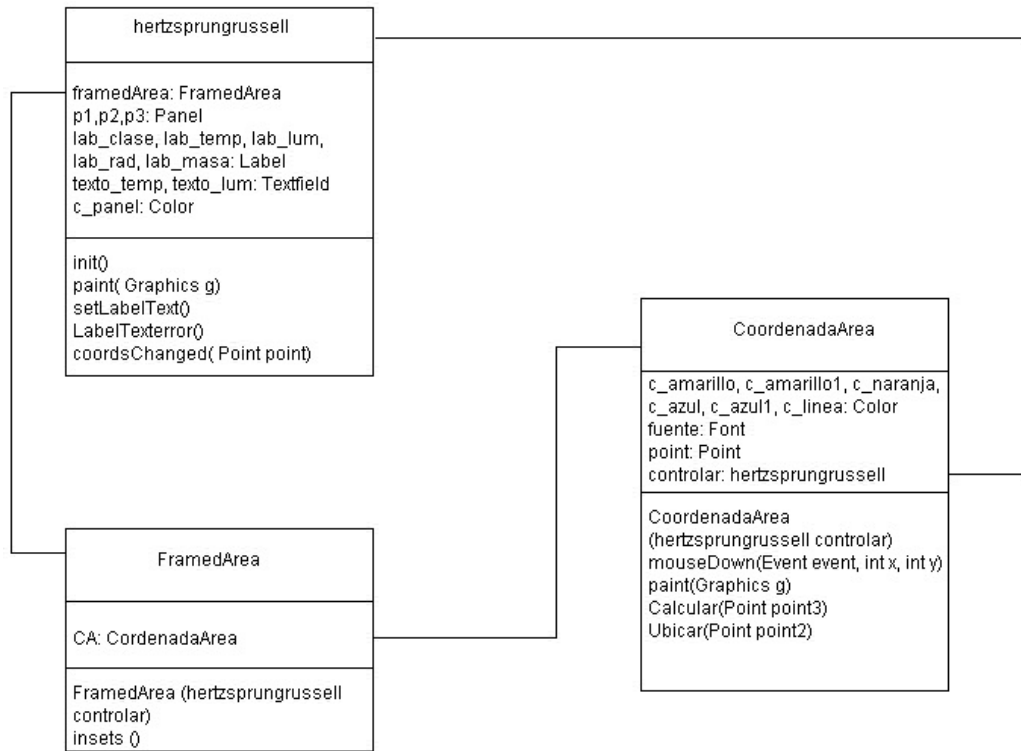 hertzsprungrussell
framedArea: FramedArea
p1,p2,p3: Panel
lab_clase, lab_temp, lab_lum,
lab_rad, lab_masa: Label
texto_temp, texto_lum: Textfield
c_panel: Color
init()
paint( Graphics g)
setLabelText()
LabelTexterror()
coordsChanged( Point point)
CoordenadaArea
c_amarillo, c_amarillo1, c_naranja,
c_azul, c_azul1, c_linea: Color
fuente: Font
point: Point
controlar: hertzsprungrussell
CoordenadaArea
(hertzsprungrussell controlar)
mouseDown(Event event, int x, int y)
paint(Graphics g)
Calcular(Point point3)
Ubicar(Point point2)
FramedArea
CA: CordenadaArea
FramedArea (hertzsprungrussell
controlar)
insets ()